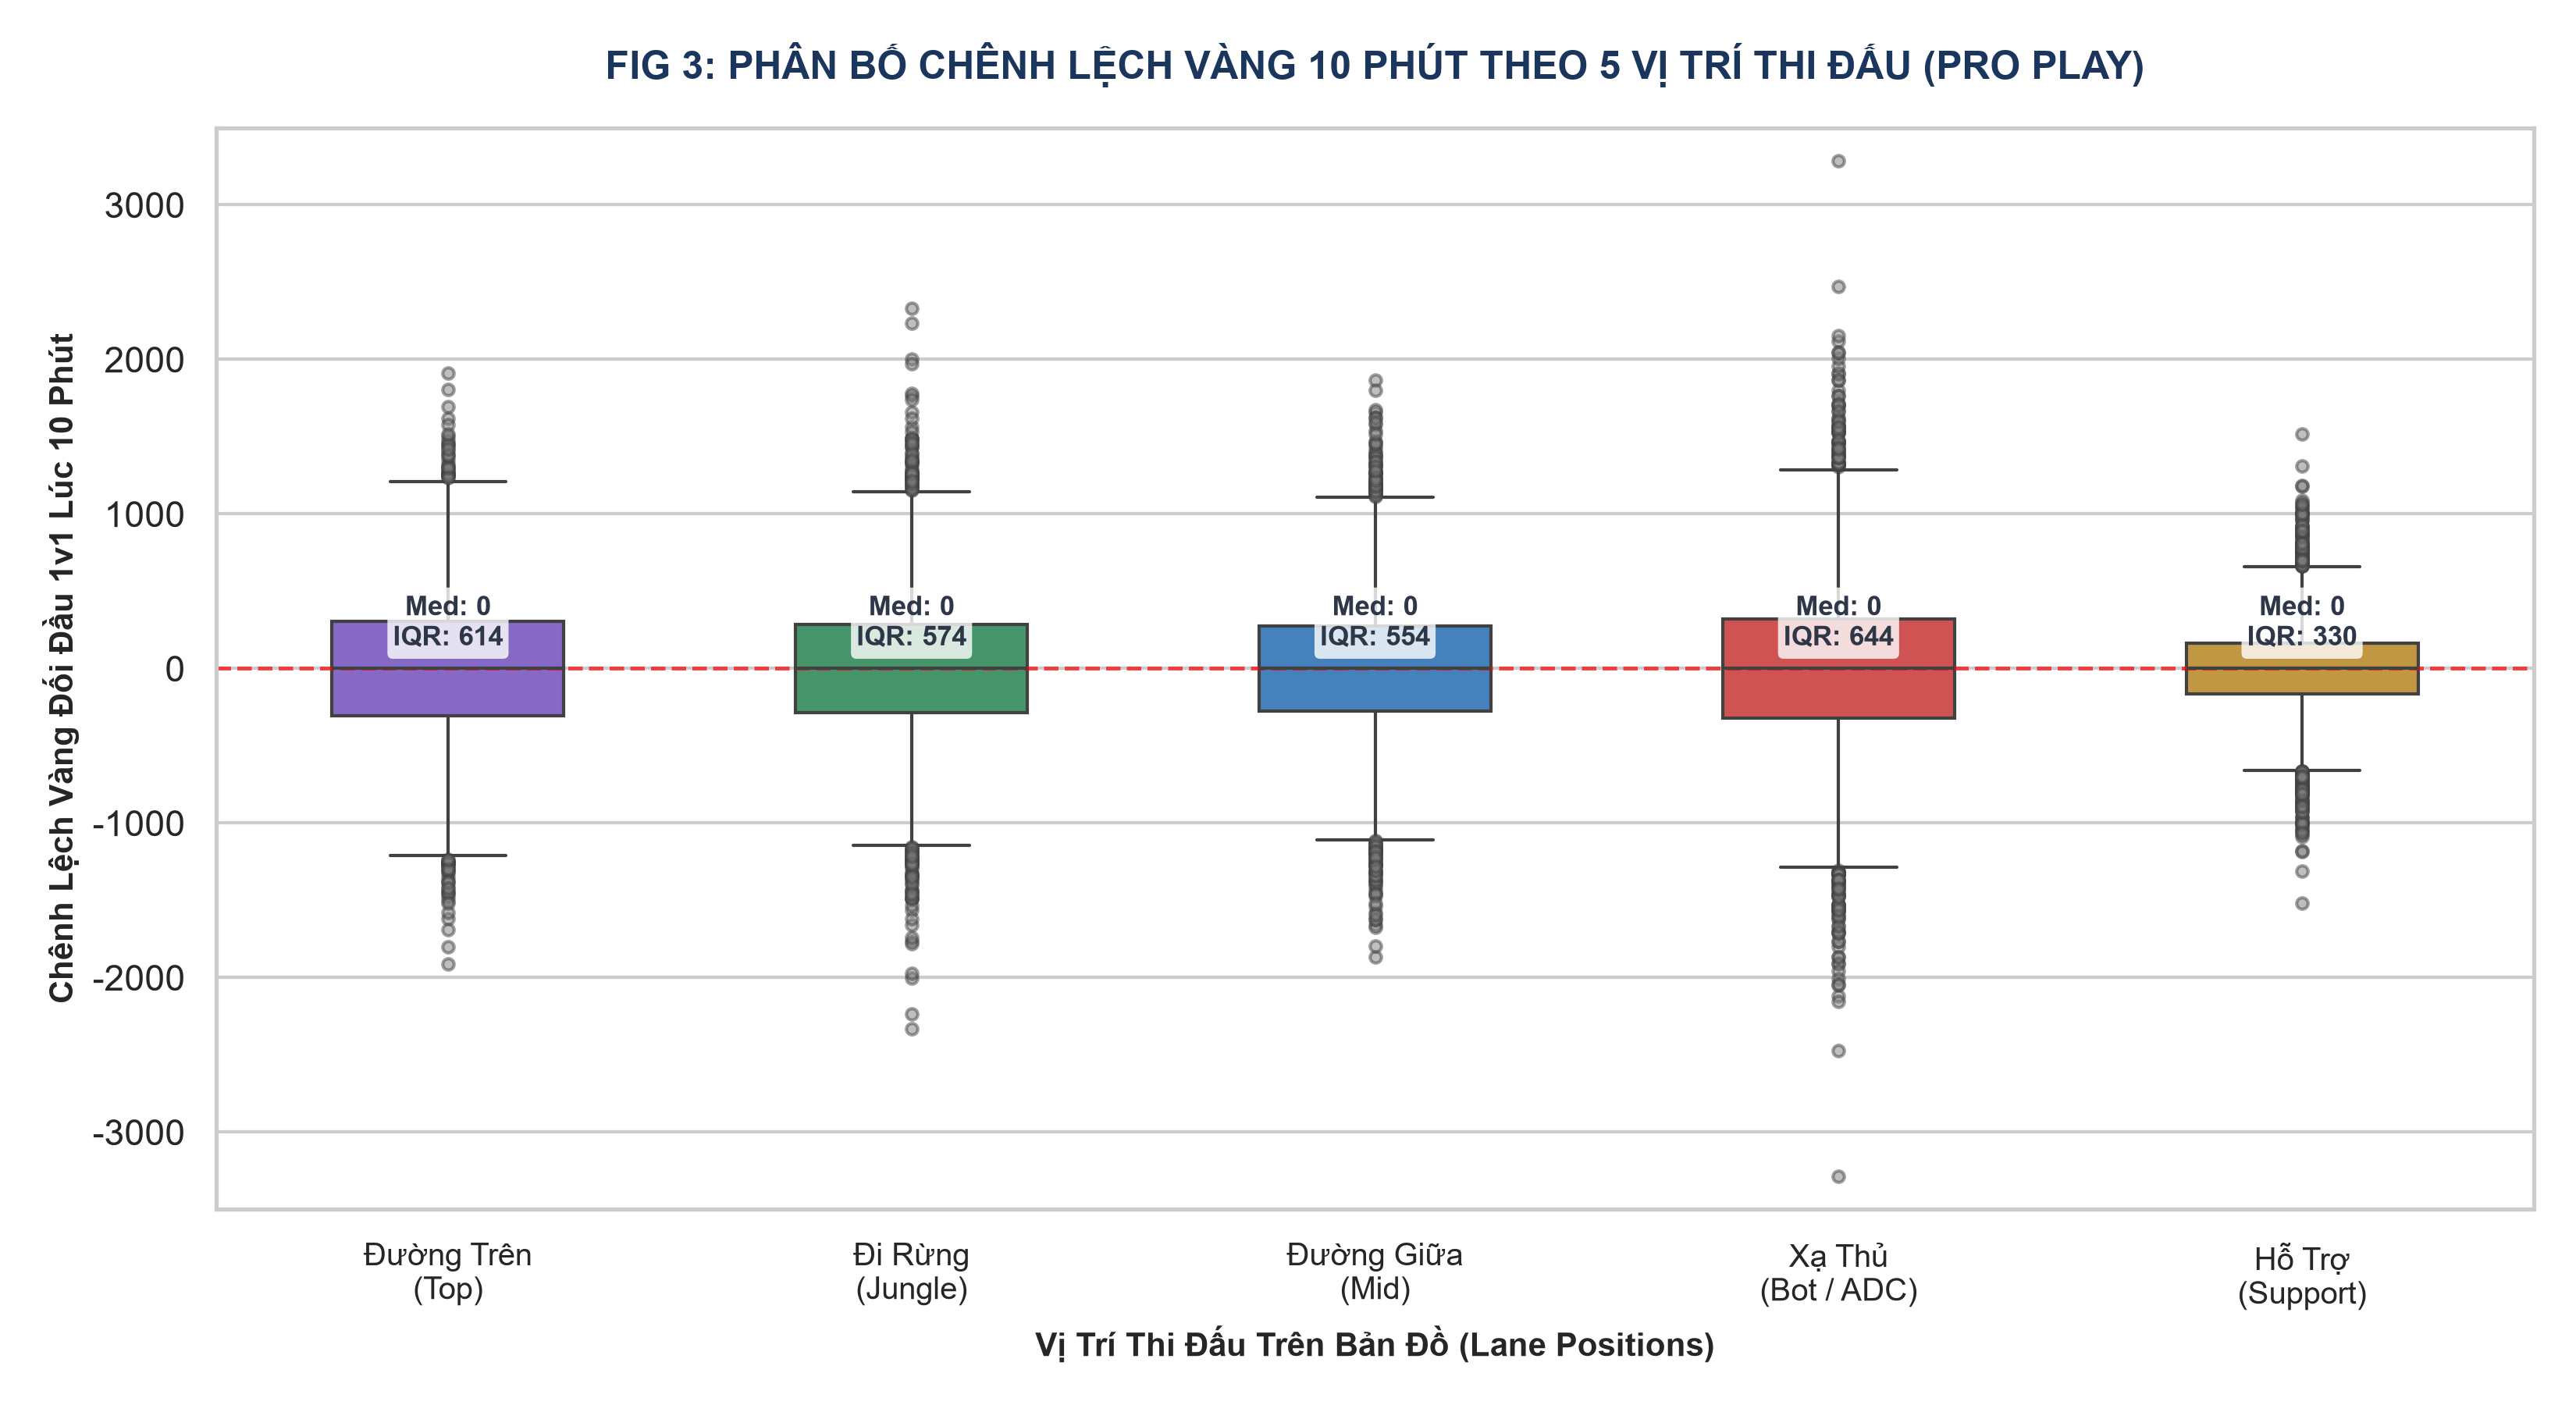 FIG 3: PHÂN BỐ CHÊNH LỆCH VÀNG 10 PHÚT THEO 5 VỊ TRÍ THI ĐẤU (PRO PLAY)
Chênh Lệch Vàng Đối Đầu 1v1 Lúc 10 Phút
3000
2000
1000
0
-1000
-2000
-3000
Med: 0
IQR: 614
Med: 0
IQR: 574
Med: 0
IQR: 554
Med: 0
IQR: 644
Med: 0
IQR: 330
Đường Trên
(Top)
Đi Rừng
(Jungle)
Đường Giữa
(Mid)
Xạ Thủ
(Bot / ADC)
Hỗ Trợ
(Support)
Vị Trí Thi Đấu Trên Bản Đồ (Lane Positions)